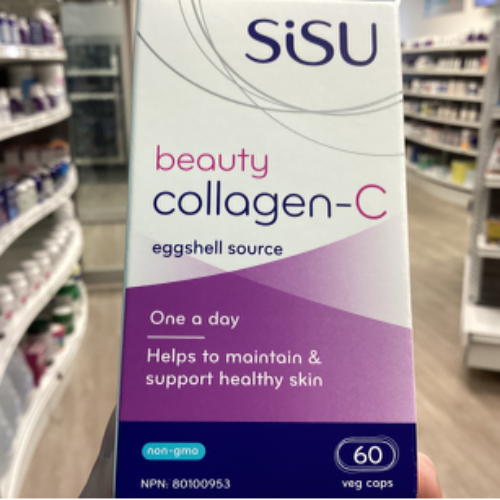 SiSU
beauty
collagen-C
eggshell source
One a day
Helps to maintain &
support healthy skin
non-gmo
60
NPN: 80100953
veg caps